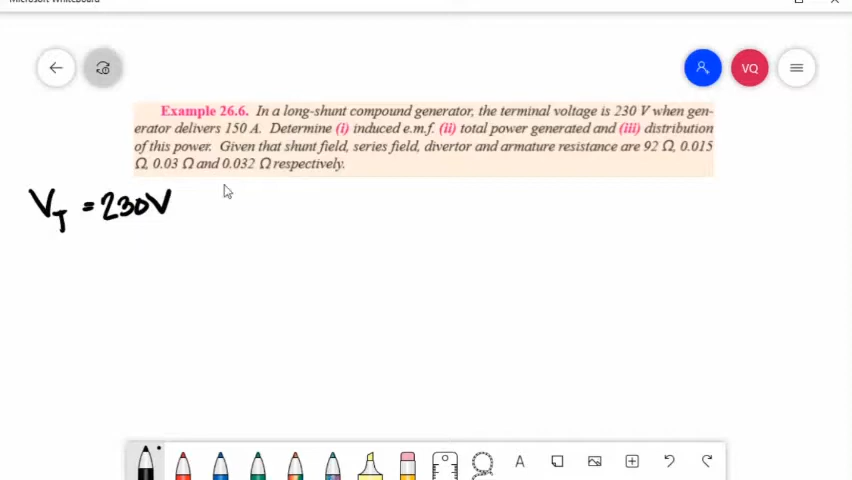 Microsoft Whiteboard
VQ
Example 26.6. In a long-shunt compound generator, the terminal voltage is 230 V when gen-
erator delivers 150 A. Determine (i) induced e.m.f. (ii) total power generated and (iii) distribution
of this power. Given that shunt field, series field, divertor and armature resistance are 92 Ω, 0.015
Ω, 0.03 Ω and 0.032 Ω respectively.
V_T = 230V
A